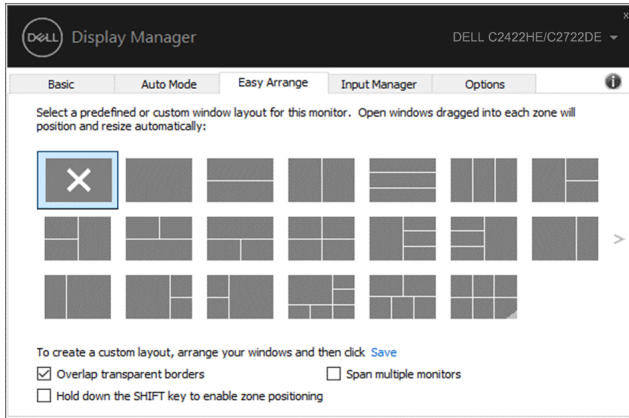 DELL Display Manager
DELL C2422HE/C2722DE
Basic Auto Mode Easy Arrange Input Manager Options
Select a predefined or custom window layout for this monitor. Open windows dragged into each zone will
position and resize automatically:
To create a custom layout, arrange your windows and then click Save
Overlap transparent borders Span multiple monitors
Hold down the SHIFT key to enable zone positioning